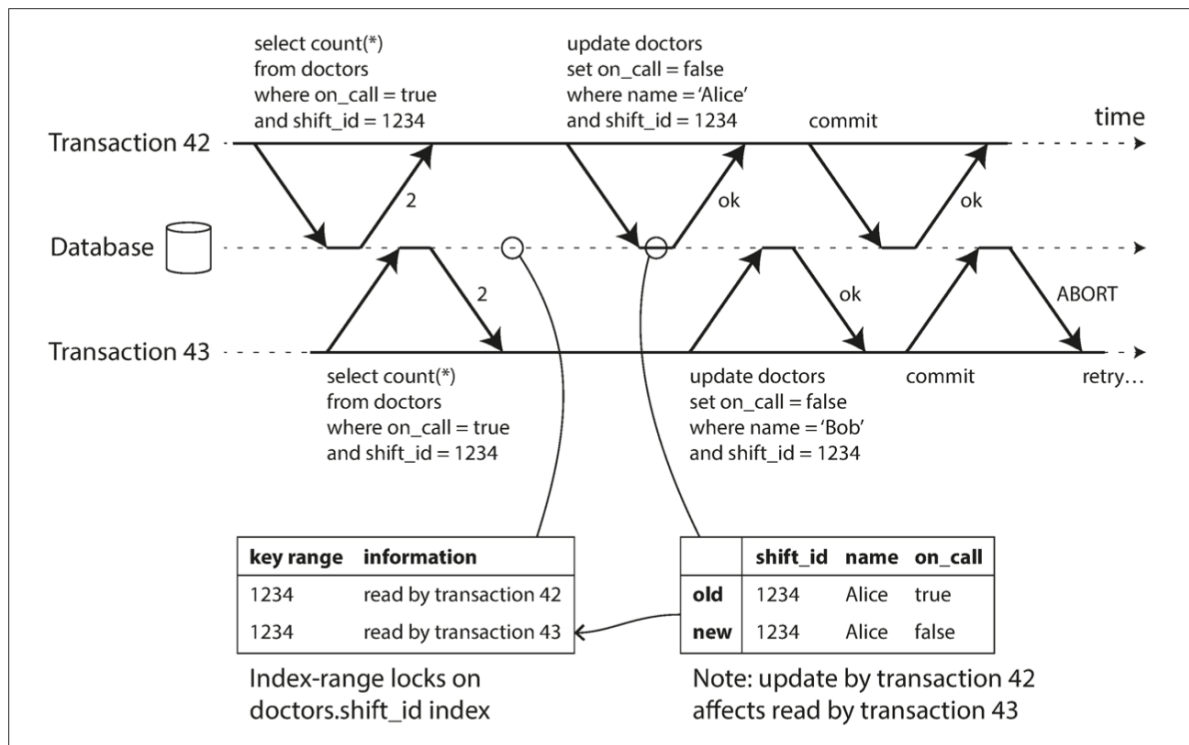 select count(*)
from doctors
where on_call = true
and shift_id = 1234
update doctors
set on_call = false
where name = ‘Alice’
and shift_id = 1234
commit
time
Transaction 42
2
ok
ok
Database
2
ok
ABORT
Transaction 43
select count(*)
from doctors
where on_call = true
and shift_id = 1234
update doctors
set on_call = false
where name = ‘Bob’
and shift_id = 1234
commit
retry…
key range information
1234 read by transaction 42
1234 read by transaction 43
Index-range locks on
doctors.shift_id index
shift_id name on_call
old 1234 Alice true
new 1234 Alice false
Note: update by transaction 42
affects read by transaction 43